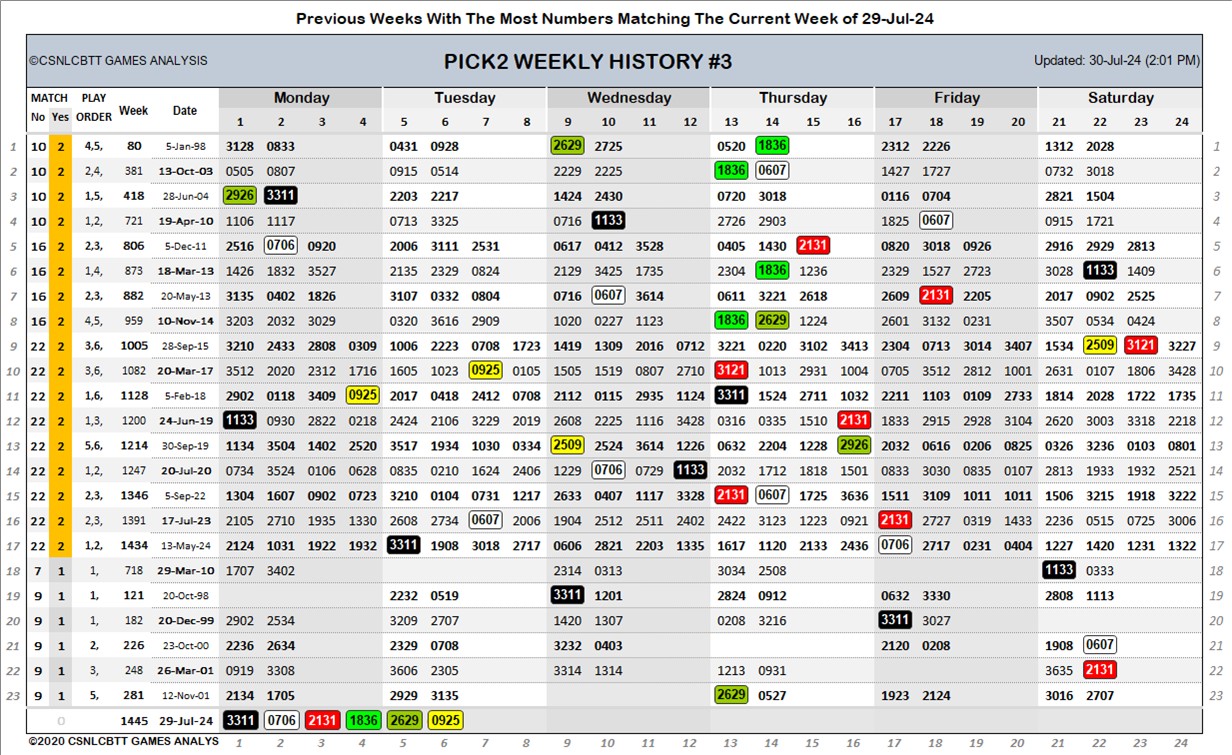 Previous Weeks With The Most Numbers Matching The Current Week of 29-Jul-24
©CSNLCBTT GAMES ANALYSIS PICK2 WEEKLY HISTORY #3 Updated: 30-Jul-24 (2:01 PM)
MATCH PLAY Week Date Monday Tuesday Wednesday Thursday Friday Saturday
No Yes ORDER 1 2 3 4 5 6 7 8 9 10 11 12 13 14 15 16 17 18 19 20 21 22 23 24
1 10 2 4,5, 80 5-Jan-98 3128 0833 0431 0928 2629 2725 0520 1836 2312 2226 1312 2028 1
2 10 2 2,4, 381 13-Oct-03 0505 0807 0915 0514 2229 2225 1836 0607 1427 1727 0732 3018 2
3 10 2 1,5, 418 28-Jun-04 2926 3311 2203 2217 1424 2430 0720 3018 0116 0704 2821 1504 3
4 10 2 1,2, 721 19-Apr-10 1106 1117 0713 3325 0716 1133 2726 2903 1825 0607 0915 1721 4
5 16 2 2,3, 806 5-Dec-11 2516 0706 0920 2006 3111 2531 0617 0412 3528 0405 1430 2131 0820 3018 0926 2916 2929 2813 5
6 16 2 1,4, 873 18-Mar-13 1426 1832 3527 2135 2329 0824 2129 3425 1735 2304 1836 1236 2329 1527 2723 3028 1133 1409 6
7 16 2 2,3, 882 20-May-13 3135 0402 1826 3107 0332 0804 0716 0607 3614 0611 3221 2618 2609 2131 2205 2017 0902 2525 7
8 16 2 4,5, 959 10-Nov-14 3203 2032 3029 0320 3616 2909 1020 0227 1123 1836 2629 1224 2601 3132 0231 3507 0534 0424 8
9 22 2 3,6, 1005 28-Sep-15 3210 2433 2808 0309 1006 2223 0708 1723 1419 1309 2016 0712 3221 0220 3102 3413 2304 0713 3014 3407 1534 2509 3121 3227 9
10 22 2 3,6, 1082 20-Mar-17 3512 2020 2312 1716 1605 1023 0925 0105 1505 1519 0807 2710 3121 1013 2931 1004 0705 3512 2812 1001 2631 0107 1806 3428 10
11 22 2 1,6, 1128 5-Feb-18 2902 0118 3409 0925 2017 0418 2412 0708 2112 0115 2935 1124 3311 1524 2711 1032 2211 1103 0109 2733 1814 2028 1722 1735 11
12 22 2 1,3, 1200 24-Jun-19 1133 0930 2822 0218 2424 2106 3229 2019 2608 2225 1116 3428 0316 0335 1510 2131 1833 2915 2928 3104 2620 3003 3318 2218 12
13 22 2 5,6, 1214 30-Sep-19 1134 3504 1402 2520 3517 1934 1030 0334 2509 2524 3614 1226 0632 2204 1228 2926 2032 0616 0206 0825 0326 3236 0103 0801 13
14 22 2 1,2, 1247 20-Jul-20 0734 3524 0106 0628 0835 0210 1624 2406 1229 0706 0729 1133 2032 1712 1818 1501 0833 3030 0835 0107 2813 1933 1932 2521 14
15 22 2 2,3, 1346 5-Sep-22 1304 1607 0902 0723 3210 0104 0731 1217 2633 0407 1117 3328 2131 0607 1725 3636 1511 3109 1011 1011 1506 3215 1918 3222 15
16 22 2 2,3, 1391 17-Jul-23 2105 2710 1935 1330 2608 2734 0607 2006 1904 2512 2511 2402 2422 3123 1223 0921 2131 2727 0319 1433 2236 0515 0725 3006 16
17 22 2 1,2, 1434 13-May-24 2124 1031 1922 1932 3311 1908 3018 2717 0606 2821 2203 1335 1617 1120 2133 2436 0706 2717 0231 0404 1227 1420 1231 1322 17
18 7 1 1, 718 29-Mar-10 1707 3402 2314 0313 3034 2508 1133 0333 18
19 9 1 1, 121 20-Oct-98 2232 0519 3311 1201 2824 0912 0632 3330 2808 1113 19
20 9 1 1, 182 20-Dec-99 2902 2534 3209 2707 1420 1307 0208 3216 3311 3027 20
21 9 1 2, 226 23-Oct-00 2236 2634 2329 0708 3232 0403 2120 0208 1908 0607 21
22 9 1 3, 248 26-Mar-01 0919 3308 3606 2305 3314 1314 1213 0931 3635 2131 22
23 9 1 5, 281 12-Nov-01 2134 1705 2929 3135 2629 0527 1923 2124 3016 2707 23
0 1445 29-Jul-24 3311 0706 2131 1836 2629 0925
©2020 CSNLCBTT GAMES ANALYS 1 2 3 4 5 6 7 8 9 10 11 12 13 14 15 16 17 18 19 20 21 22 23 24